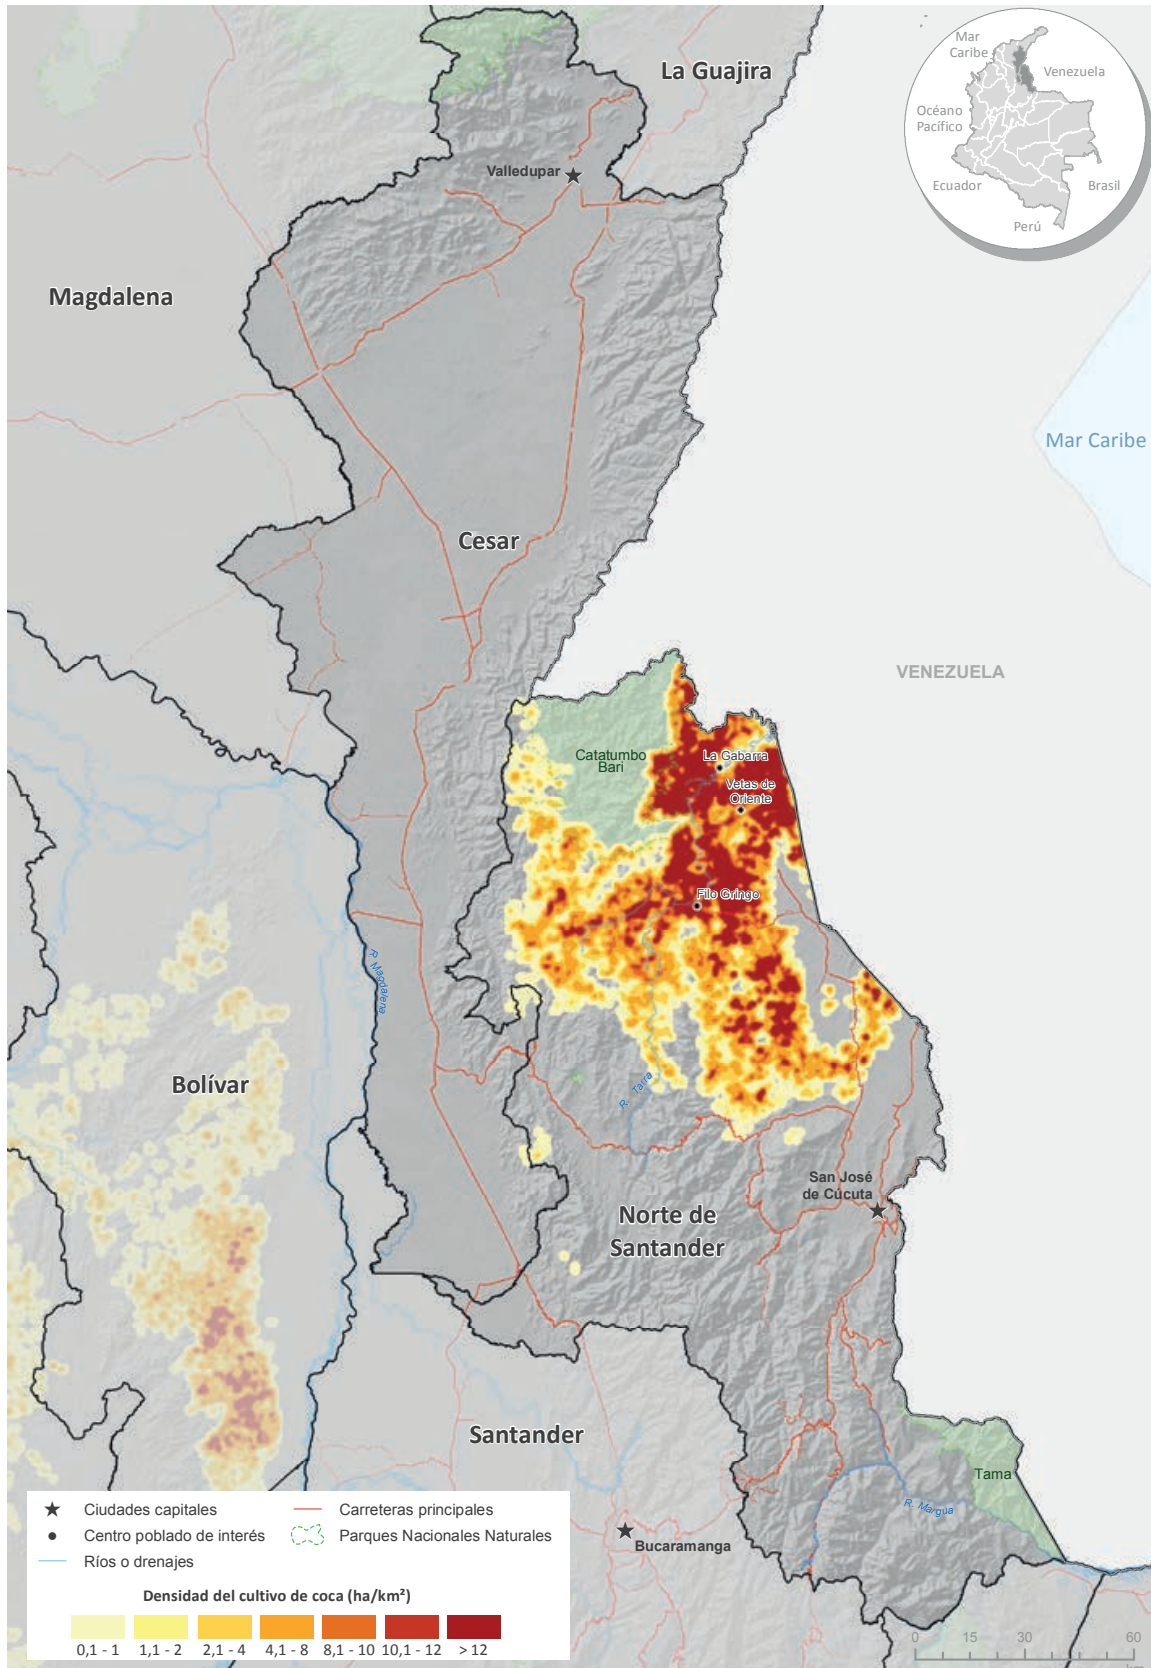 La Guajira
Mar
Caribe
Venezuela
Océano
Pacífico
Ecuador
Brasil
Perú
Valledupar
Magdalena
Mar Caribe
Cesar
VENEZUELA
Catatumbo
Bari
La Gabarra
Vetas de
Oriente
Filo Gringo
R. Magdalena
Bolívar
R. Tarra
San José
de Cúcuta
Norte de
Santander
Santander
Tama
R. Margua
Bucaramanga
Ciudades capitales
Carreteras principales
Centro poblado de interés
Parques Nacionales Naturales
Ríos o drenajes
Densidad del cultivo de coca (ha/km²)
0,1 - 1
1,1 - 2
2,1 - 4
4,1 - 8
8,1 - 10
10,1 - 12
> 12
0
15
30
60